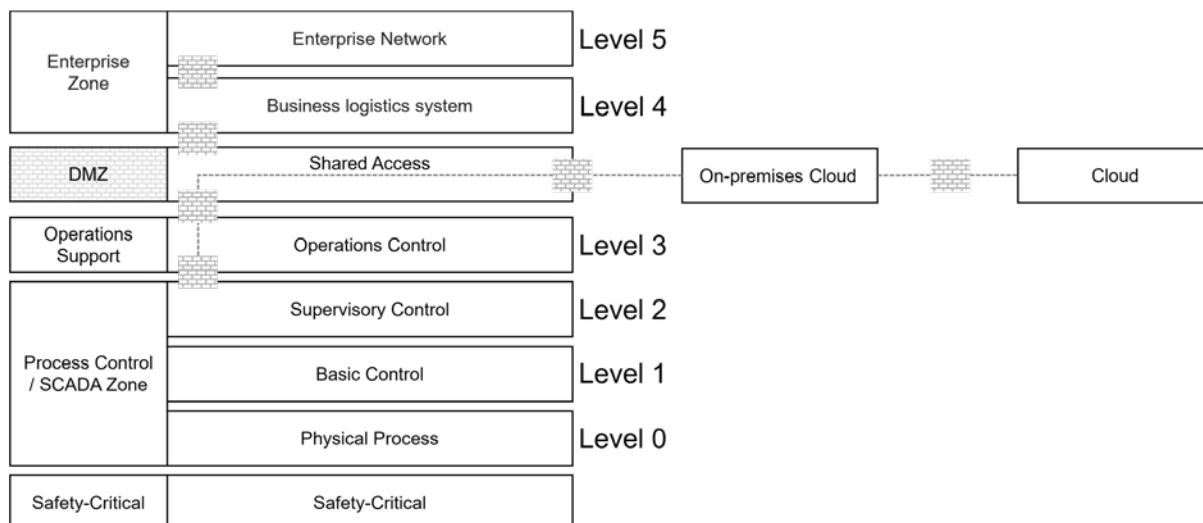 Enterprise
Zone
Enterprise Network
Level 5
Business logistics system
Level 4
DMZ
Shared Access
On-premises Cloud
Cloud
Operations
Support
Operations Control
Level 3
Process Control
/ SCADA Zone
Supervisory Control
Level 2
Basic Control
Level 1
Physical Process
Level 0
Safety-Critical
Safety-Critical